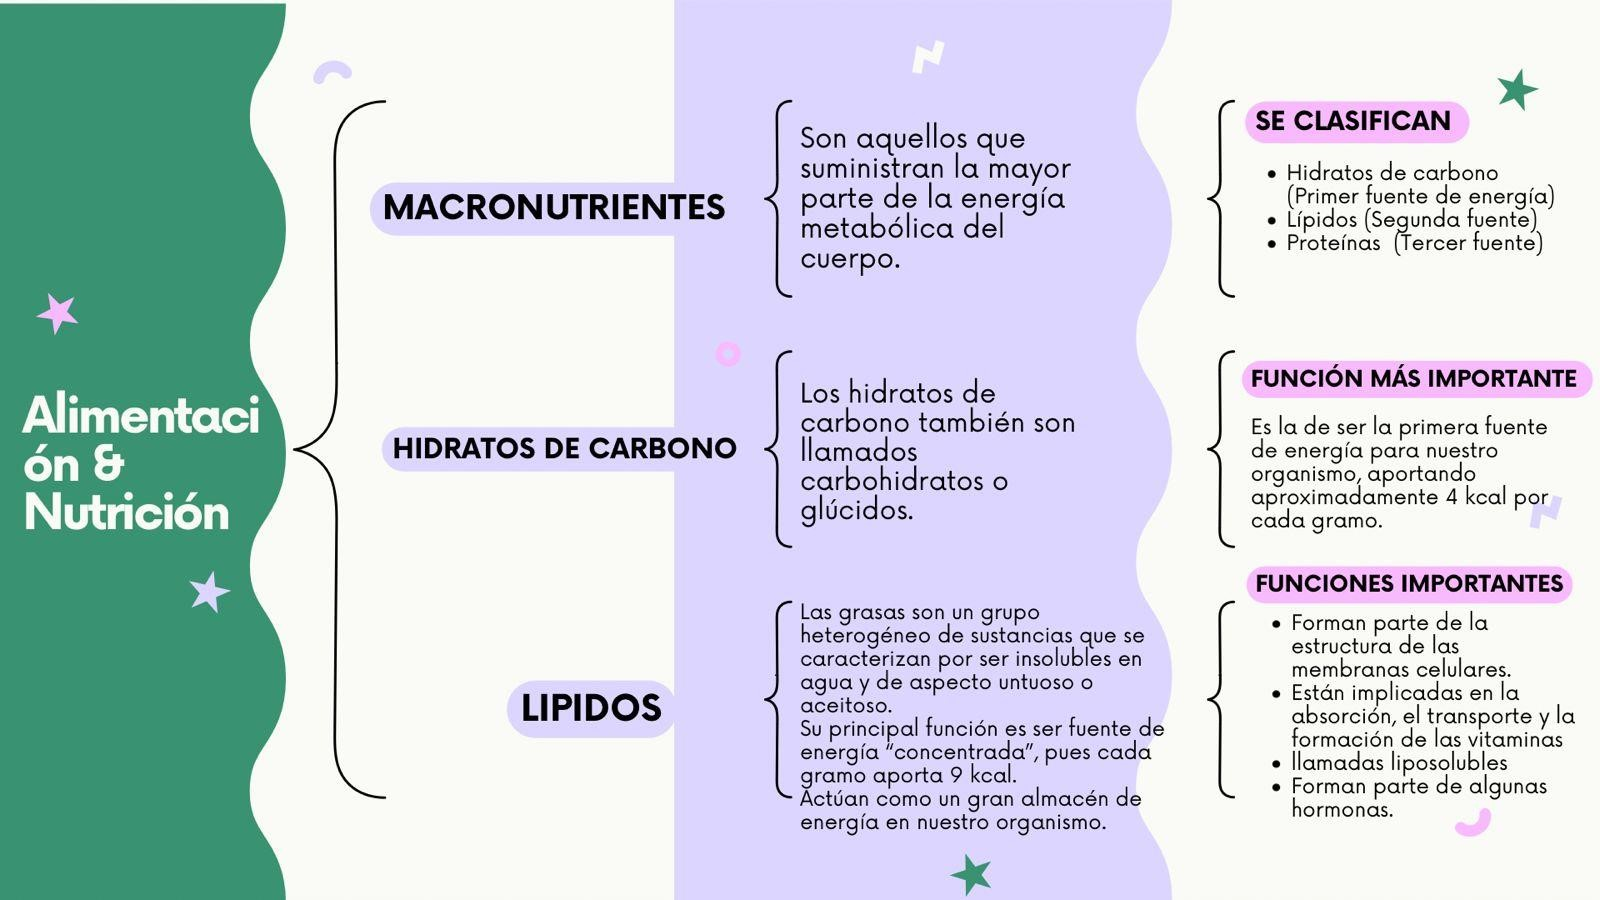 Alimentaci
ón &
Nutrición
MACRONUTRIENTES
Son aquellos que
suministran la mayor
parte de la energía
metabólica del
cuerpo.
SE CLASIFICAN
• Hidratos de carbono
(Primer fuente de energía)
• Lípidos (Segunda fuente)
• Proteínas (Tercer fuente)
HIDRATOS DE CARBONO
Los hidratos de
carbono también son
llamados
carbohidratos o
glúcidos.
FUNCIÓN MÁS IMPORTANTE
Es la de ser la primera fuente
de energía para nuestro
organismo, aportando
aproximadamente 4 kcal por
cada gramo.
LIPIDOS
Las grasas son un grupo
heterogéneo de sustancias que se
caracterizan por ser insolubles en
agua y de aspecto untuoso o
aceitoso.
Su principal función es ser fuente de
energía “concentrada”, pues cada
gramo aporta 9 kcal.
Actúan como un gran almacén de
energía en nuestro organismo.
FUNCIONES IMPORTANTES
• Forman parte de la
estructura de las
membranas celulares.
• Están implicadas en la
absorción, el transporte y la
formación de las vitaminas
• llamadas liposolubles
• Forman parte de algunas
hormonas.